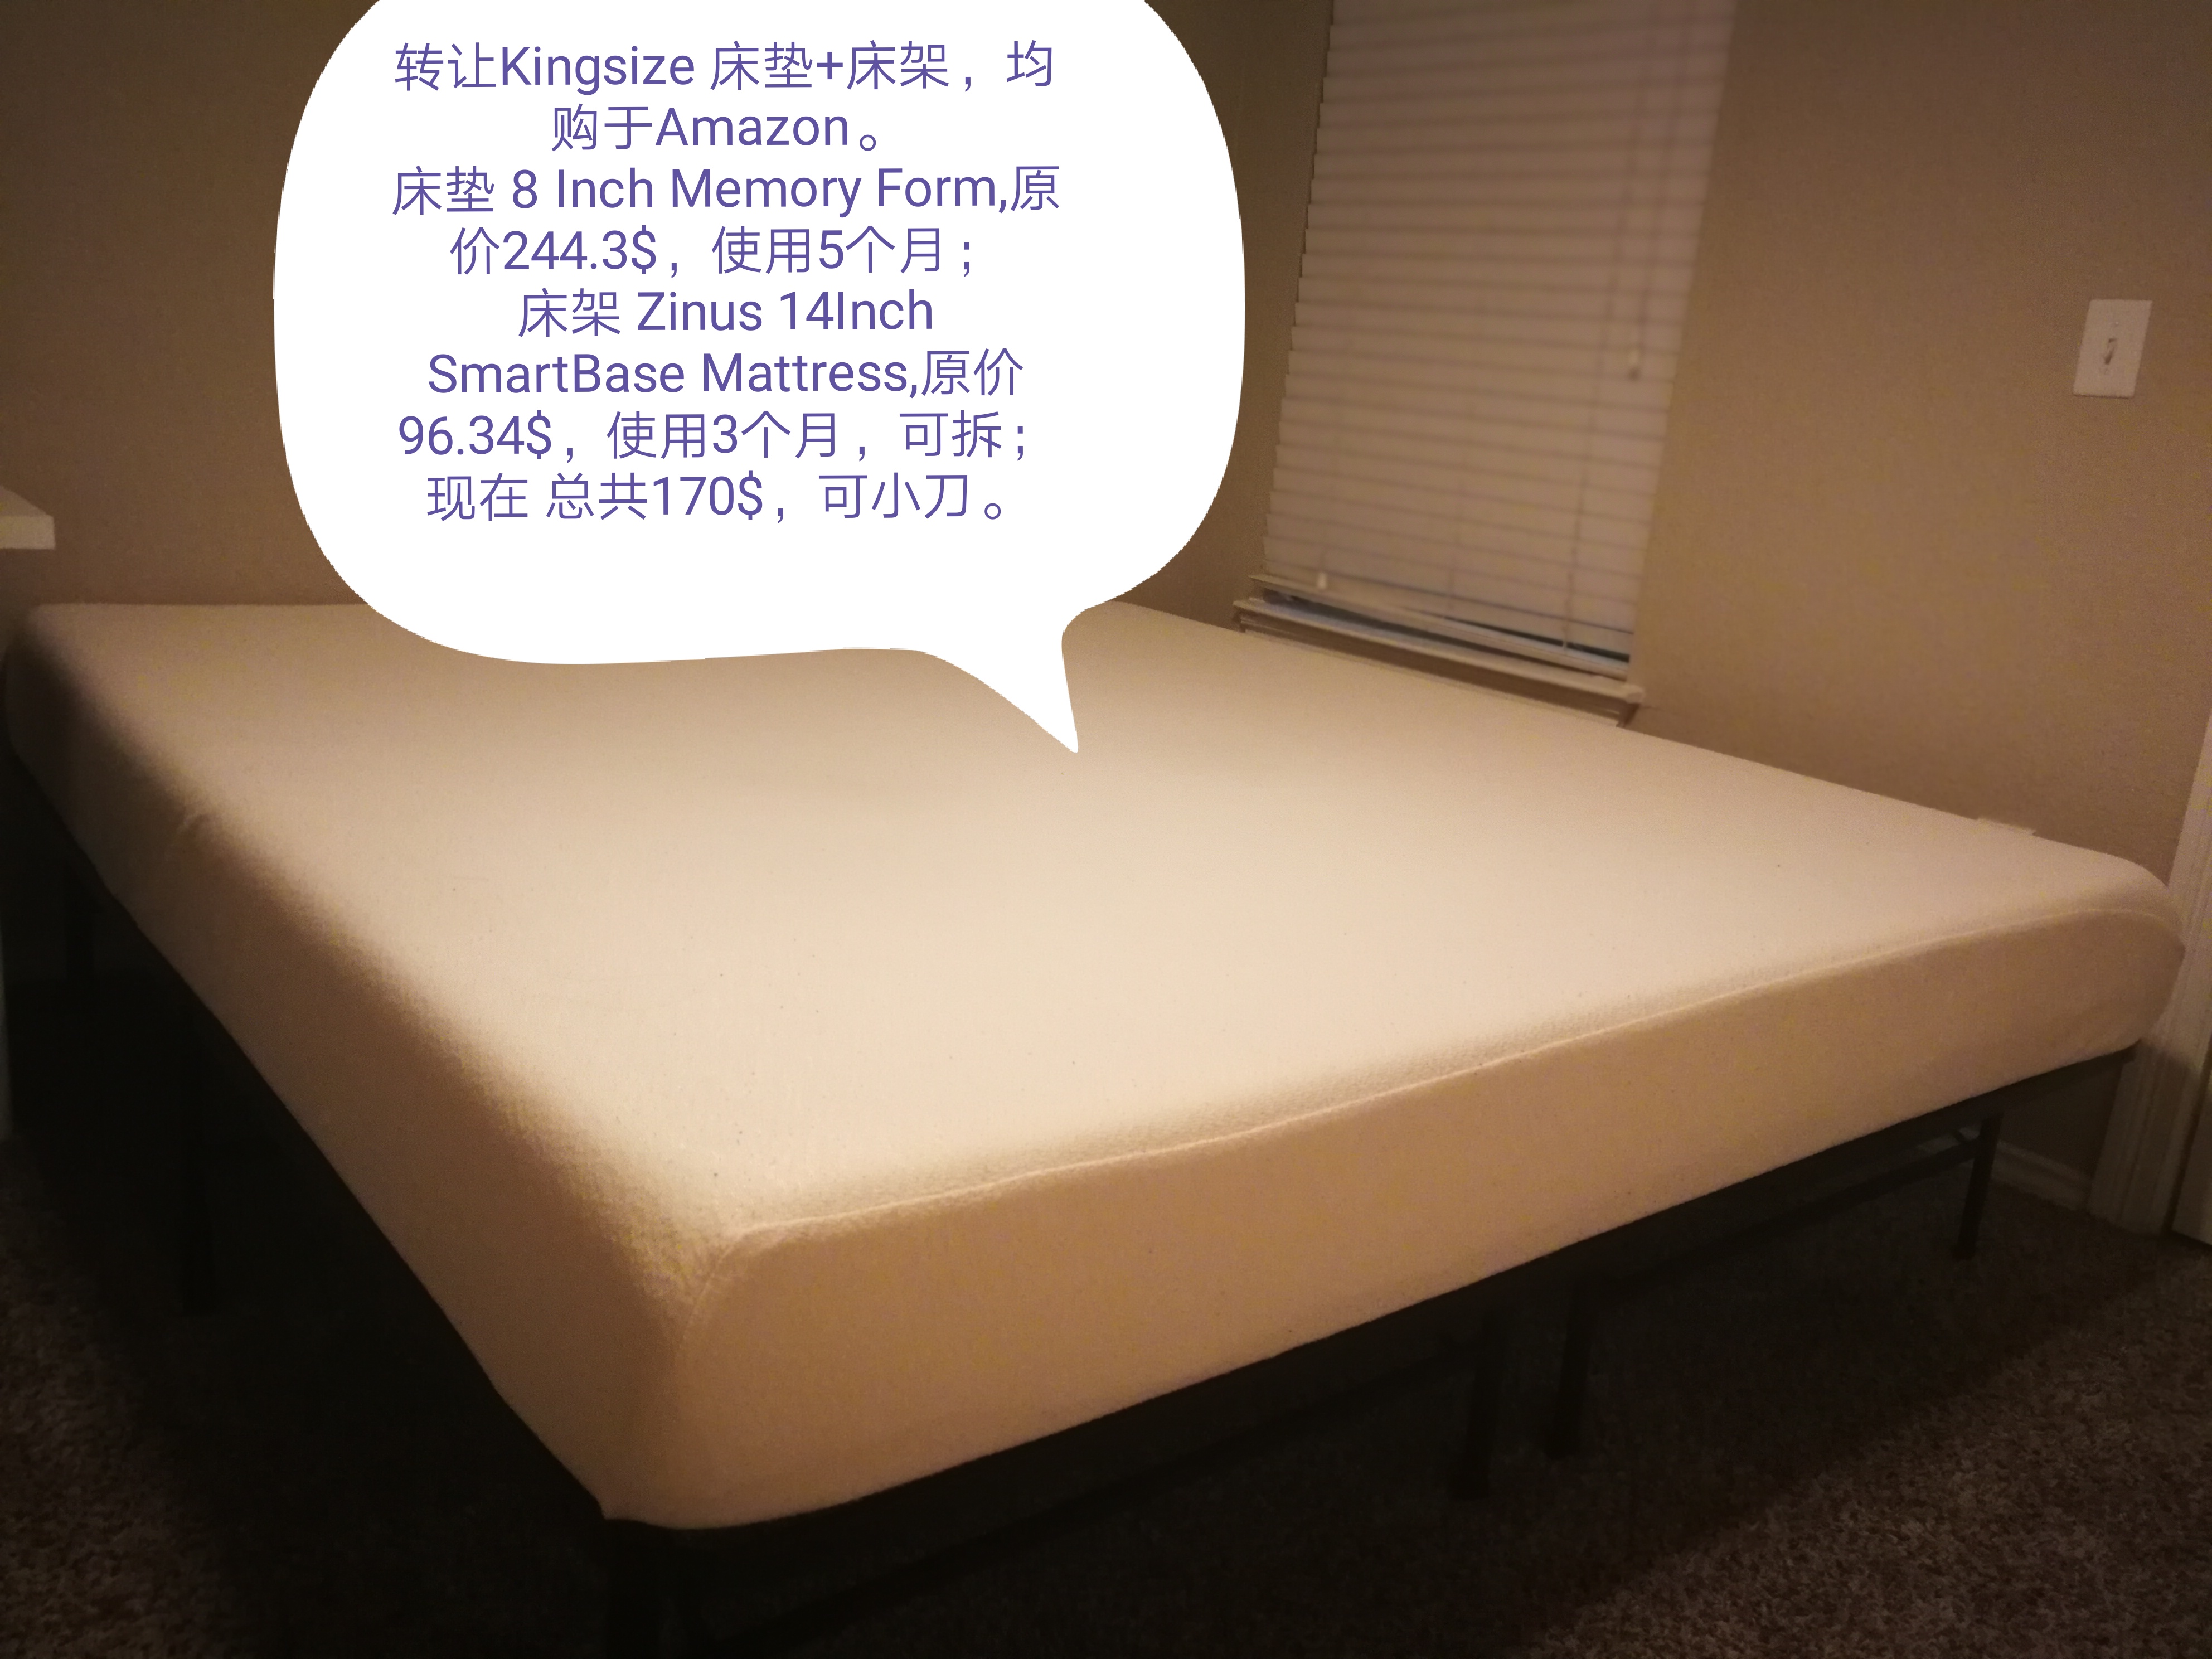 转让Kingsize 床垫+床架，均
购于Amazon。
床垫 8 Inch Memory Form,原
价244.3$，使用5个月；
床架 Zinus 14Inch
SmartBase Mattress,原价
96.34$，使用3个月，可拆；
现在 总共170$，可小刀。